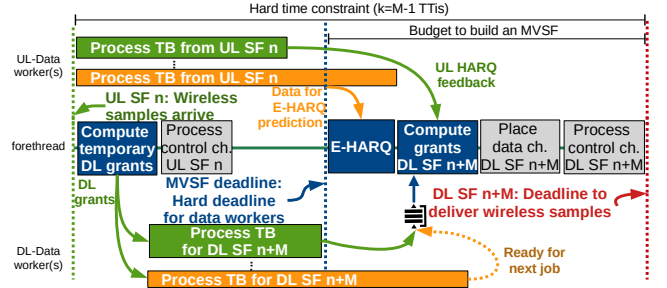 Hard time constraint (k=M-1 TTis)
Budget to build an MVSF
UL-Data
worker(s)
Process TB from UL SF n
Process TB from UL SF n
UL HARQ
feedback
Data for
E-HARQ
prediction
UL SF n: Wireless
samples arrive
forethread
Compute
temporary
DL grants
Process
control ch.
UL SF n
E-HARQ
Compute
grants
DL SF n+M
Place
data ch.
DL SF n+M
Process
control ch.
DL SF n+M
DL
grants
MVSF deadline:
Hard deadline
for data workers
DL SF n+M: Deadline to
deliver wireless samples
Process TB
for DL SF n+M
DL-Data
worker(s)
Process TB for DL SF n+M
Ready for
next job